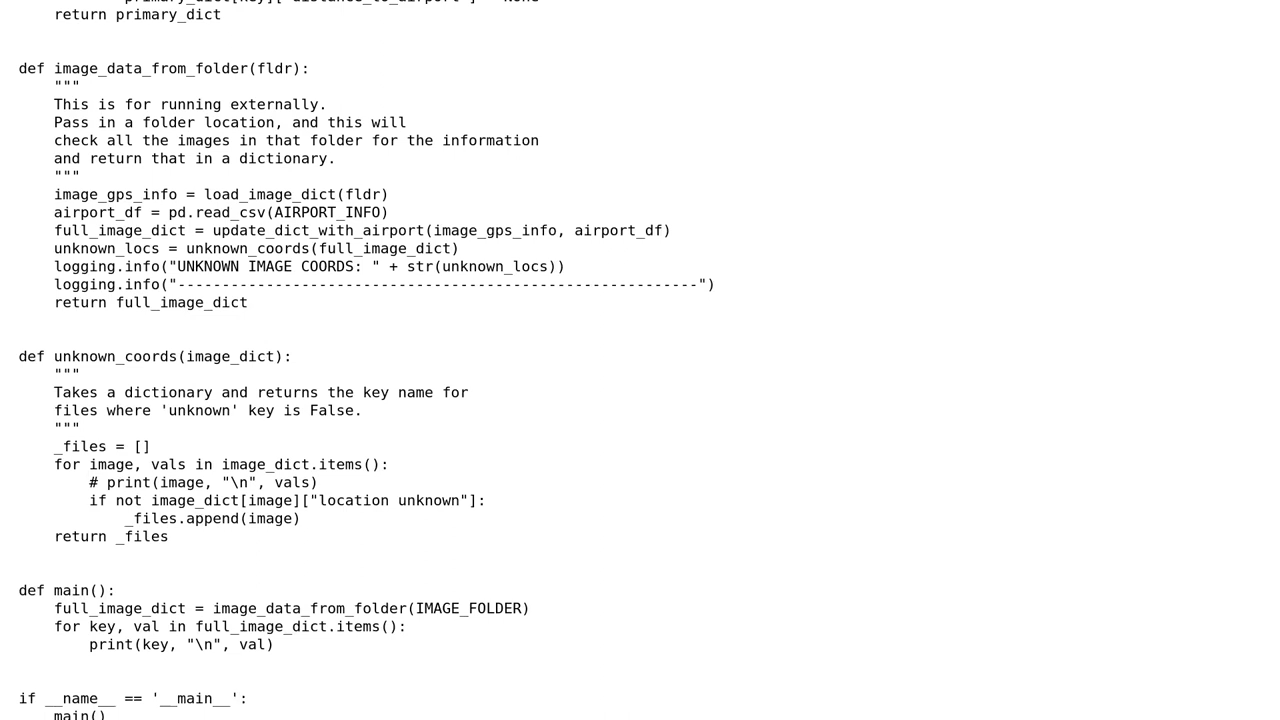 primary_dict[key]["distance_to_airport"] = None
    return primary_dict


def image_data_from_folder(fldr):
    """
    This is for running externally.
    Pass in a folder location, and this will
    check all the images in that folder for the information
    and return that in a dictionary.
    """
    image_gps_info = load_image_dict(fldr)
    airport_df = pd.read_csv(AIRPORT_INFO)
    full_image_dict = update_dict_with_airport(image_gps_info, airport_df)
    unknown_locs = unknown_coords(full_image_dict)
    logging.info("UNKNOWN IMAGE COORDS: " + str(unknown_locs))
    logging.info("-----------------------------------------------------------")
    return full_image_dict


def unknown_coords(image_dict):
    """
    Takes a dictionary and returns the key name for
    files where 'unknown' key is False.
    """
    _files = []
    for image, vals in image_dict.items():
        # print(image, "\n", vals)
        if not image_dict[image]["location unknown"]:
            _files.append(image)
    return _files


def main():
    full_image_dict = image_data_from_folder(IMAGE_FOLDER)
    for key, val in full_image_dict.items():
        print(key, "\n", val)


if __name__ == '__main__':
    main()